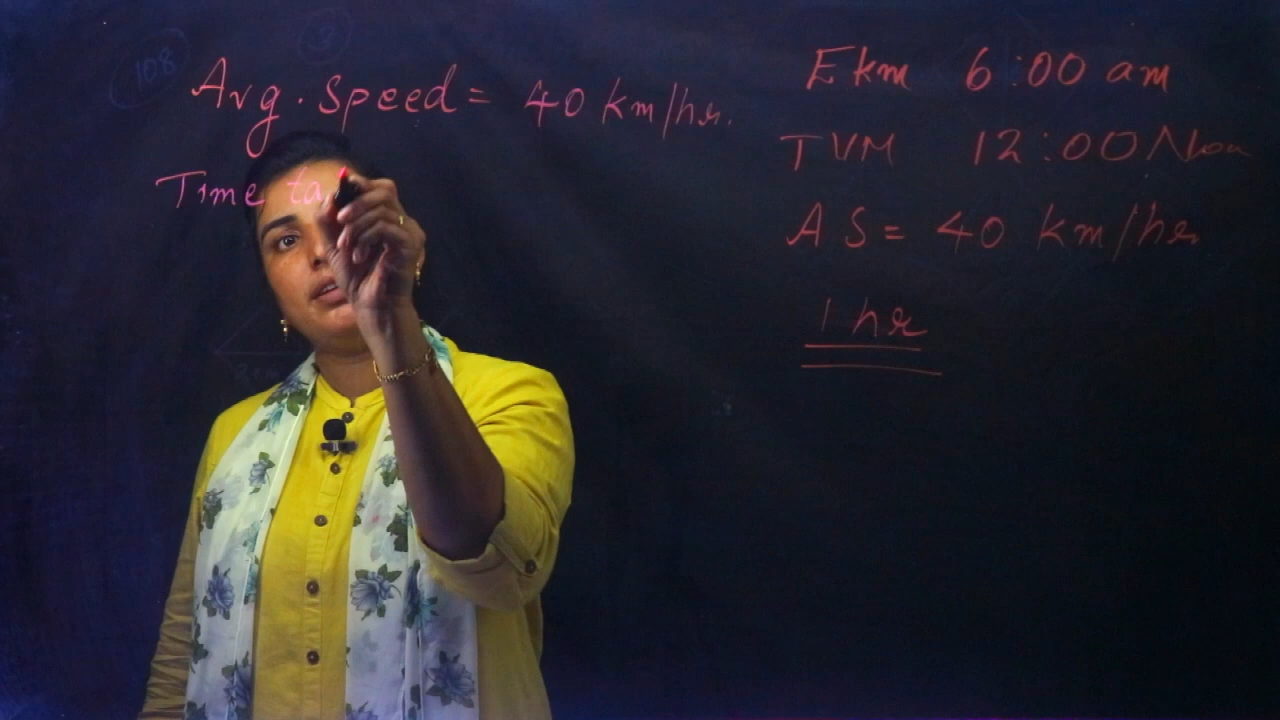 108
3
Avg. Speed = 40 km/hr.
Time ta
Ekm 6:00 am
TVM 12:00 Noon
AS = 40 km/hr
1 hr